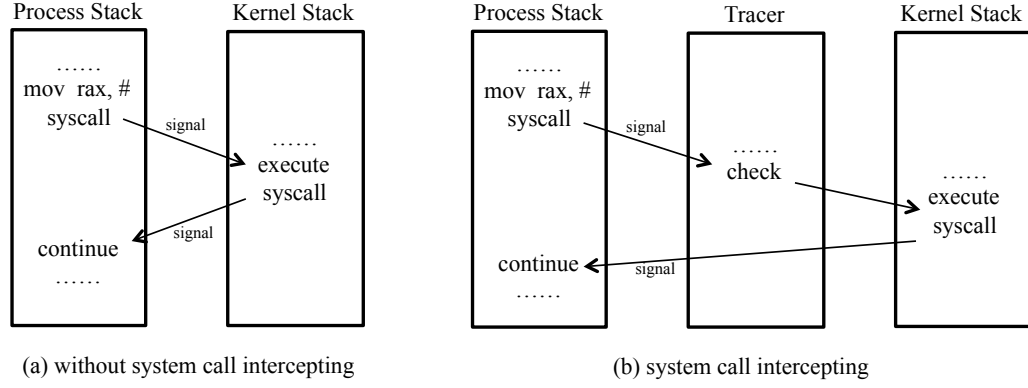 Process Stack
Kernel Stack
......
mov rax, #
syscall
signal
......
execute
syscall
signal
continue
......
(a) without system call intercepting
Process Stack
Tracer
Kernel Stack
......
mov rax, #
syscall
signal
......
check
......
execute
syscall
continue
signal
......
(b) system call intercepting